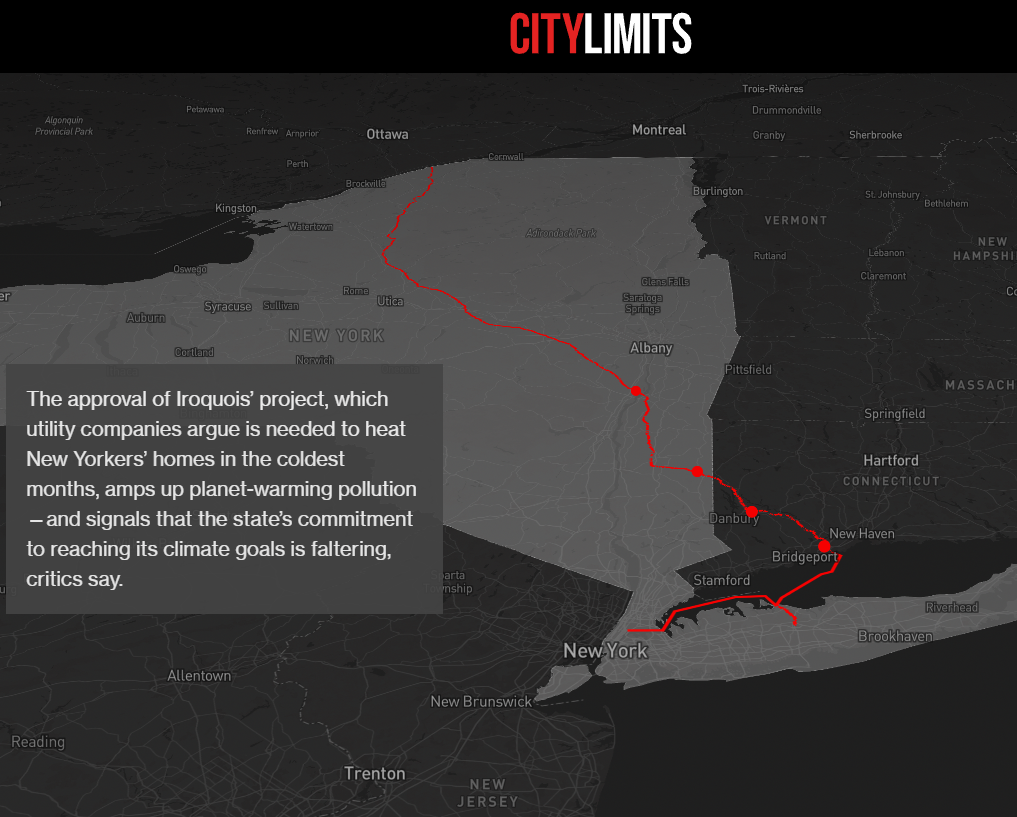 CITYLIMITS
Trois-Rivières
Petawawa
Drummondville
Algonquin
Provincial Park
Renfrew
Arnprior
Ottawa
Montreal
Granby
Sherbrooke
Cornwall
Perth
Brockville
Burlington
St. Johnsbury
Bethlehem
Kingston
VERMONT
Watertown
Adirondack Park
NEW
HAMPSHI
Rutland
Lebanon
Oswego
Claremont
Glens Falls
er
Rome
Utica
Saratoga
Springs
Co
Syracuse
Sullivan
Auburn
NEW YORK
Albany
Cortland
Norwich
Pittsfield
MASSACH
The approval of Iroquois’ project, which
utility companies argue is needed to heat
New Yorkers’ homes in the coldest
months, amps up planet-warming pollution
—and signals that the state’s commitment
to reaching its climate goals is faltering,
critics say.
Springfield
Hartford
CONNECTICUT
Danbury
New Haven
Bridgeport
Stamford
arta
wnship
Riverhead
Brookhaven
New York
Allentown
New Brunswick
Reading
Trenton
NEW
JERSEY